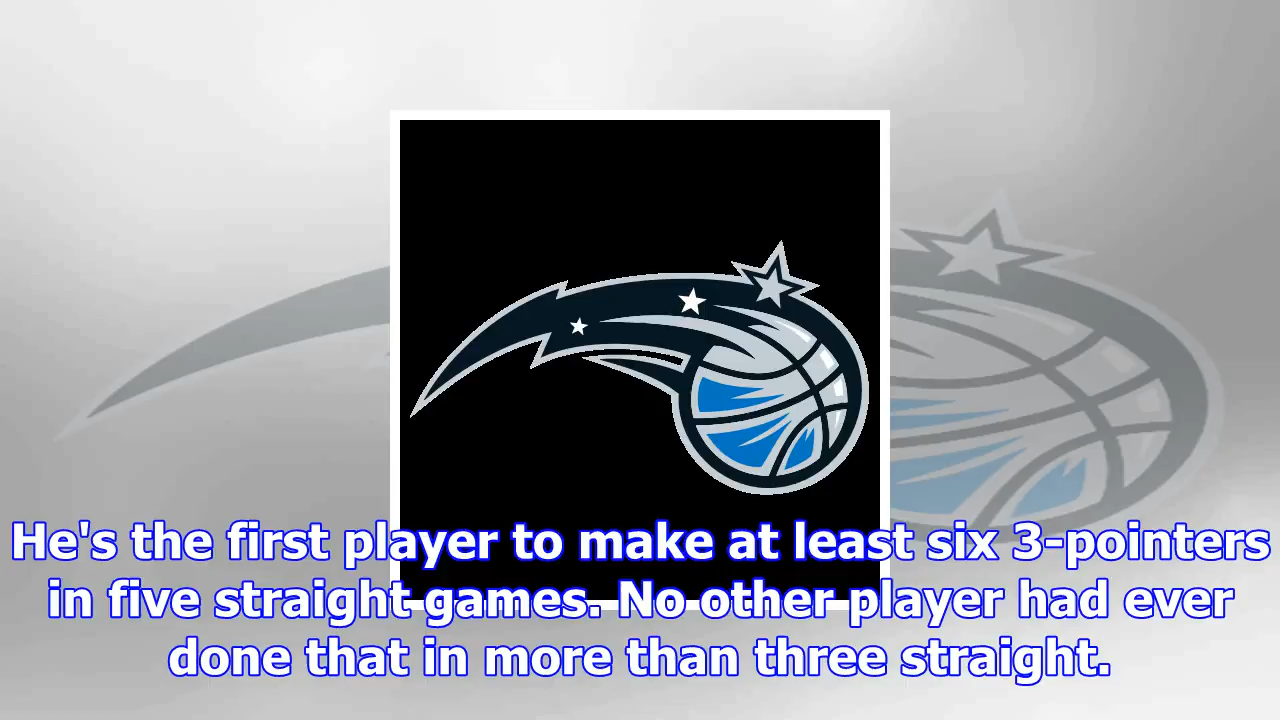 He's the first player to make at least six 3-pointers
in five straight games. No other player had ever
done that in more than three straight.